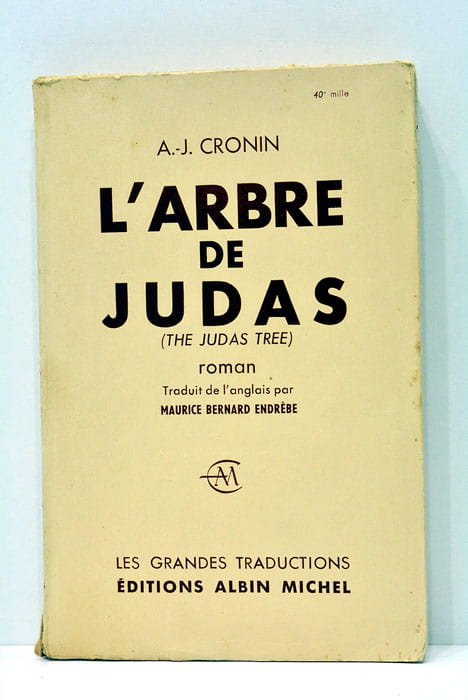 40ᵉ mille
A.-J. CRONIN
L'ARBRE
DE
JUDAS
(THE JUDAS TREE)
roman
Traduit de l'anglais par
MAURICE BERNARD ENDRÈBE
AM
LES GRANDES TRADUCTIONS
ÉDITIONS ALBIN MICHEL